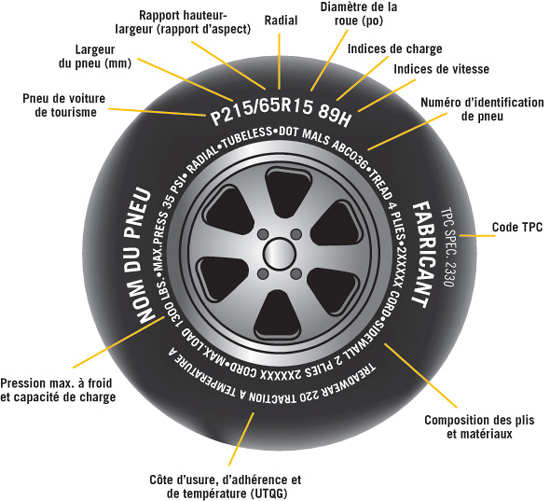 Diamètre de la
roue (po)
Rapport hauteur-
largeur (rapport d’aspect)
Radial
Largeur
du pneu (mm)
Indices de charge
Indices de vitesse
Pneu de voiture
de tourisme
Numéro d’identification
de pneu
P215/65R15 89H
MAX.LOAD 1300 LBS.•MAX.PRESS 35 PSI• RADIAL•TUBELESS•DOT MALS ABCO36•TREAD 4 PLIES•2XXXXX CORD•SIDEWALL 2 PLIES 2XXXXX CORD•
NOM DU PNEU
FABRICANT
TPC SPEC. 2330
Code TPC
TREADWEAR 220 TRACTION A TEMPERATURE A
Pression max. à froid
et capacité de charge
Composition des plis
et matériaux
Côte d’usure, d’adhérence et
de température (UTQG)